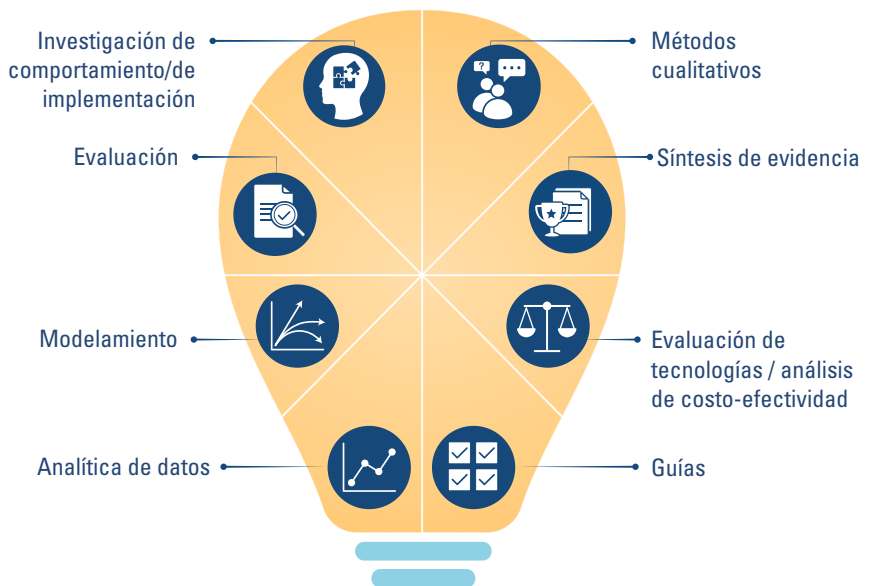 Investigación de
comportamiento/de
implementación
Métodos
cualitativos
Evaluación
Síntesis de evidencia
Modelamiento
Evaluación de
tecnologías / análisis
de costo-efectividad
Analítica de datos
Guías
?